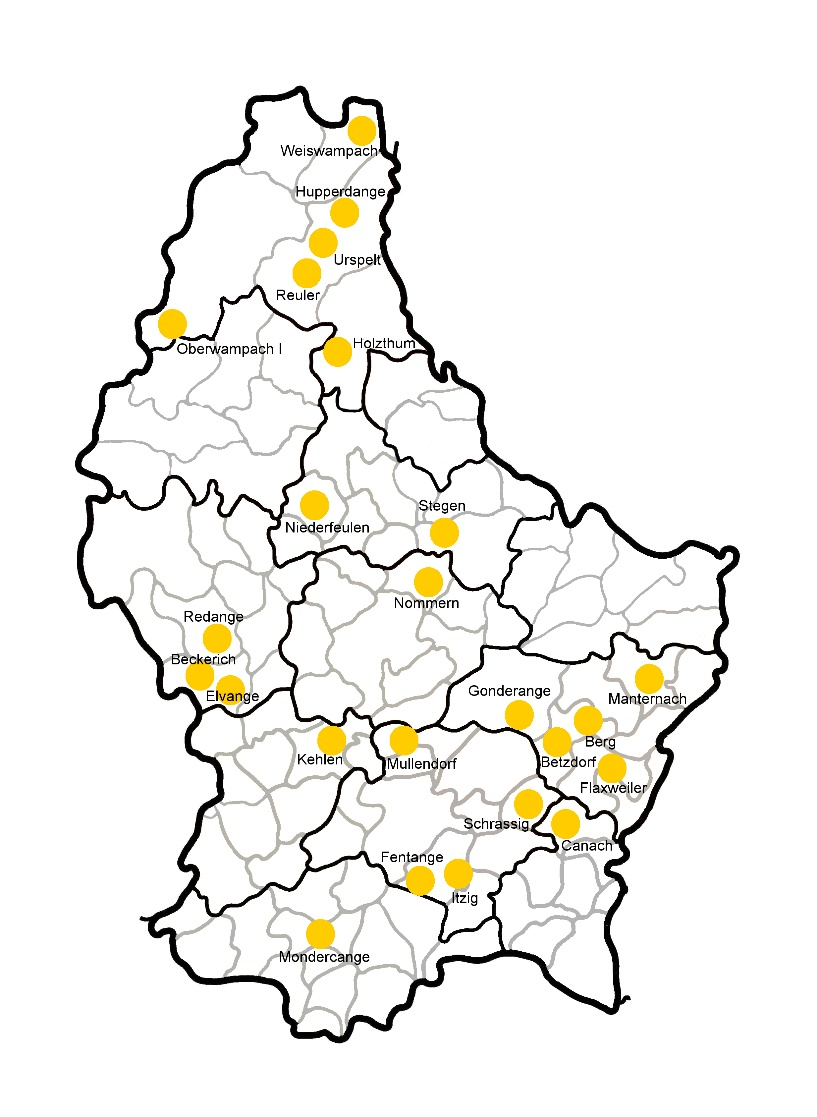 Weiswampach
Hupperdange
Urspelt
Reuler
Oberwampach I
Holzthum
Niederfeulen
Stegen
Nommern
Redange
Beckerich
Elvange
Gonderange
Manternach
Berg
Betzdorf
Flaxweiler
Kehlen
Mullendorf
Schrassig
Canach
Fentange
Itzig
Mondercange